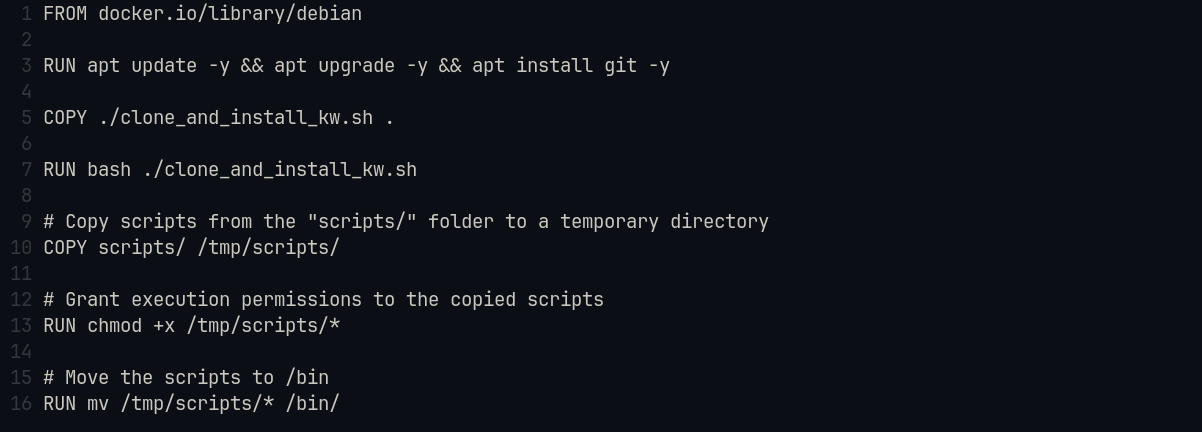 1 FROM docker.io/library/debian
2
3 RUN apt update -y && apt upgrade -y && apt install git -y
4
5 COPY ./clone_and_install_kw.sh .
6
7 RUN bash ./clone_and_install_kw.sh
8
9 # Copy scripts from the "scripts/" folder to a temporary directory
10 COPY scripts/ /tmp/scripts/
11
12 # Grant execution permissions to the copied scripts
13 RUN chmod +x /tmp/scripts/*
14
15 # Move the scripts to /bin
16 RUN mv /tmp/scripts/* /bin/